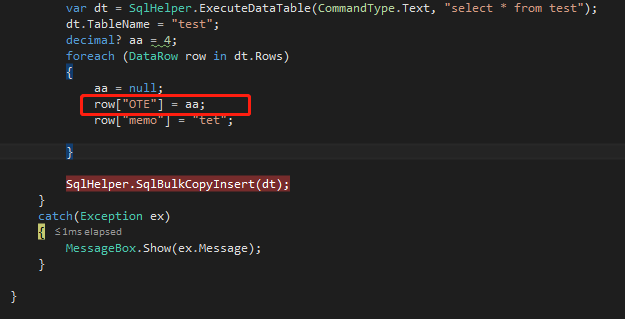 var dt = SqlHelper.ExecuteDataTable(CommandType.Text, "select * from test");
dt.TableName = "test";
decimal? aa = 4;
foreach (DataRow row in dt.Rows)
{
aa = null;
row["OTE"] = aa;
row["memo"] = "tet";
}
SqlHelper.SqlBulkCopyInsert(dt);
}
catch(Exception ex)
{ ≤1ms elapsed
MessageBox.Show(ex.Message);
}
}